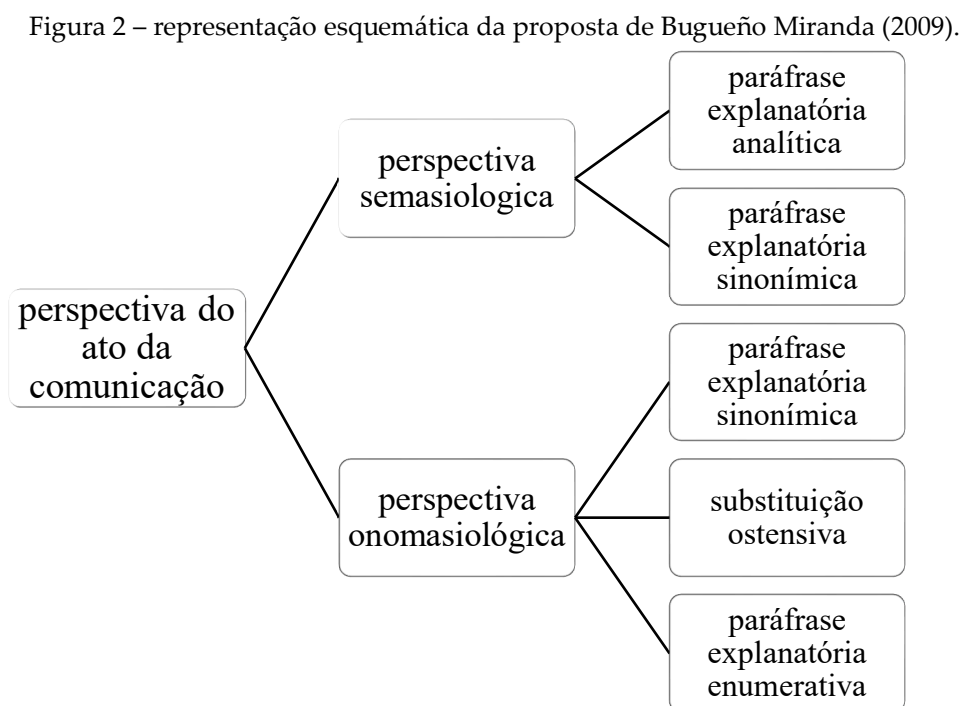 Figura 2 – representação esquemática da proposta de Bugueño Miranda (2009).
perspectiva do
ato da
comunicação
perspectiva
semasiologica
paráfrase
explanatória
analítica
paráfrase
explanatória
sinonímica
perspectiva
onomasiológica
paráfrase
explanatória
sinonímica
substituição
ostensiva
paráfrase
explanatória
enumerativa